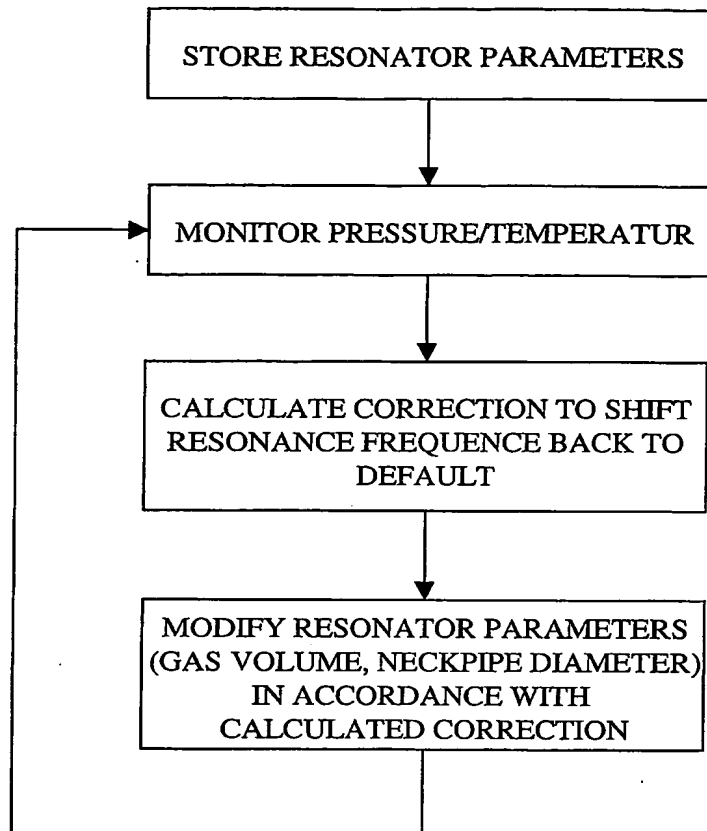 STORE RESONATOR PARAMETERS
MONITOR PRESSURE/TEMPERATUR
CALCULATE CORRECTION TO SHIFT
RESONANCE FREQUENCE BACK TO
DEFAULT
MODIFY RESONATOR PARAMETERS
(GAS VOLUME, NECKPIPE DIAMETER)
IN ACCORDANCE WITH
CALCULATED CORRECTION